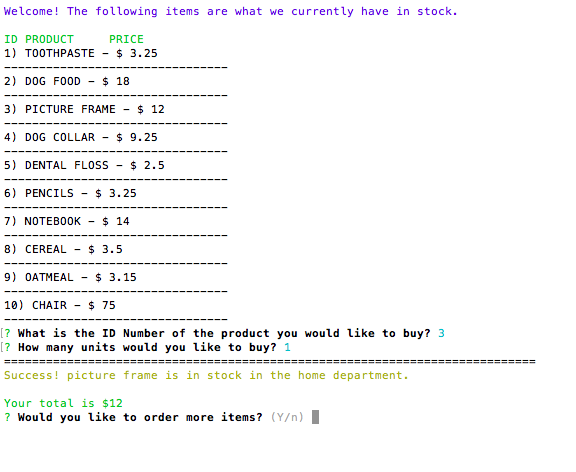 Welcome! The following items are what we currently have in stock.
ID PRODUCT     PRICE
1) TOOTHPASTE – $ 3.25
--------------------------------
2) DOG FOOD – $ 18
--------------------------------
3) PICTURE FRAME – $ 12
--------------------------------
4) DOG COLLAR – $ 9.25
--------------------------------
5) DENTAL FLOSS – $ 2.5
--------------------------------
6) PENCILS – $ 3.25
--------------------------------
7) NOTEBOOK – $ 14
--------------------------------
8) CEREAL – $ 3.5
--------------------------------
9) OATMEAL – $ 3.15
--------------------------------
10) CHAIR – $ 75
--------------------------------
[? What is the ID Number of the product you would like to buy? 3
[? How many units would you like to buy? 1
============================================================================
Success! picture frame is in stock in the home department.
Your total is $12
? Would you like to order more items? (Y/n)